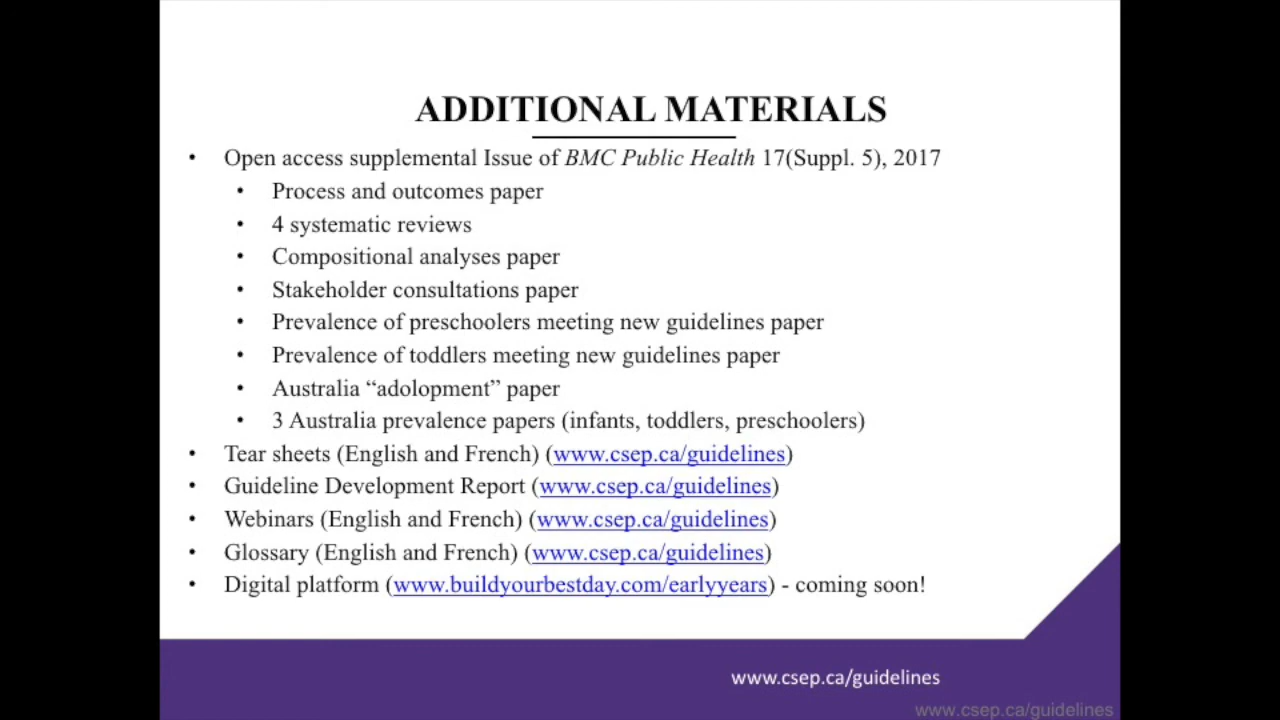 ADDITIONAL MATERIALS
• Open access supplemental Issue of BMC Public Health 17(Suppl. 5), 2017
• Process and outcomes paper
• 4 systematic reviews
• Compositional analyses paper
• Stakeholder consultations paper
• Prevalence of preschoolers meeting new guidelines paper
• Prevalence of toddlers meeting new guidelines paper
• Australia “adolopment” paper
• 3 Australia prevalence papers (infants, toddlers, preschoolers)
• Tear sheets (English and French) (www.csep.ca/guidelines)
• Guideline Development Report (www.csep.ca/guidelines)
• Webinars (English and French) (www.csep.ca/guidelines)
• Glossary (English and French) (www.csep.ca/guidelines)
• Digital platform (www.buildyourbestday.com/earlyyears) - coming soon!
www.csep.ca/guidelines
www.csep.ca/guidelines